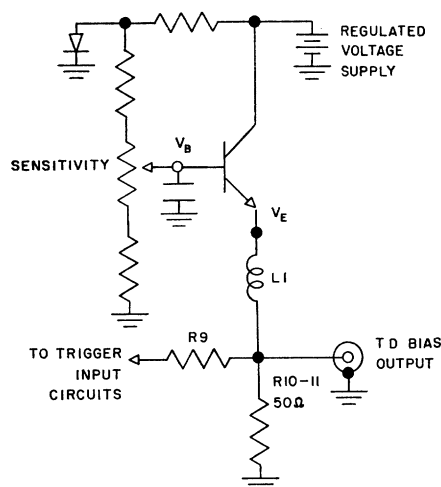 REGULATED
VOLTAGE
SUPPLY
V_B
SENSITIVITY
V_E
L1
R9
TO TRIGGER
INPUT
CIRCUITS
R10-11
50Ω
TD BIAS
OUTPUT